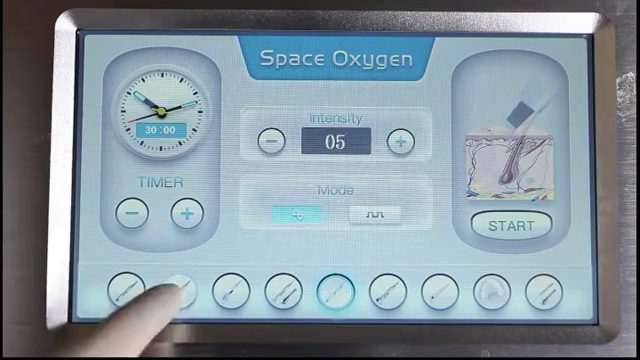 Space Oxygen
30:00
TIMER
Intensity
05
Mode
START